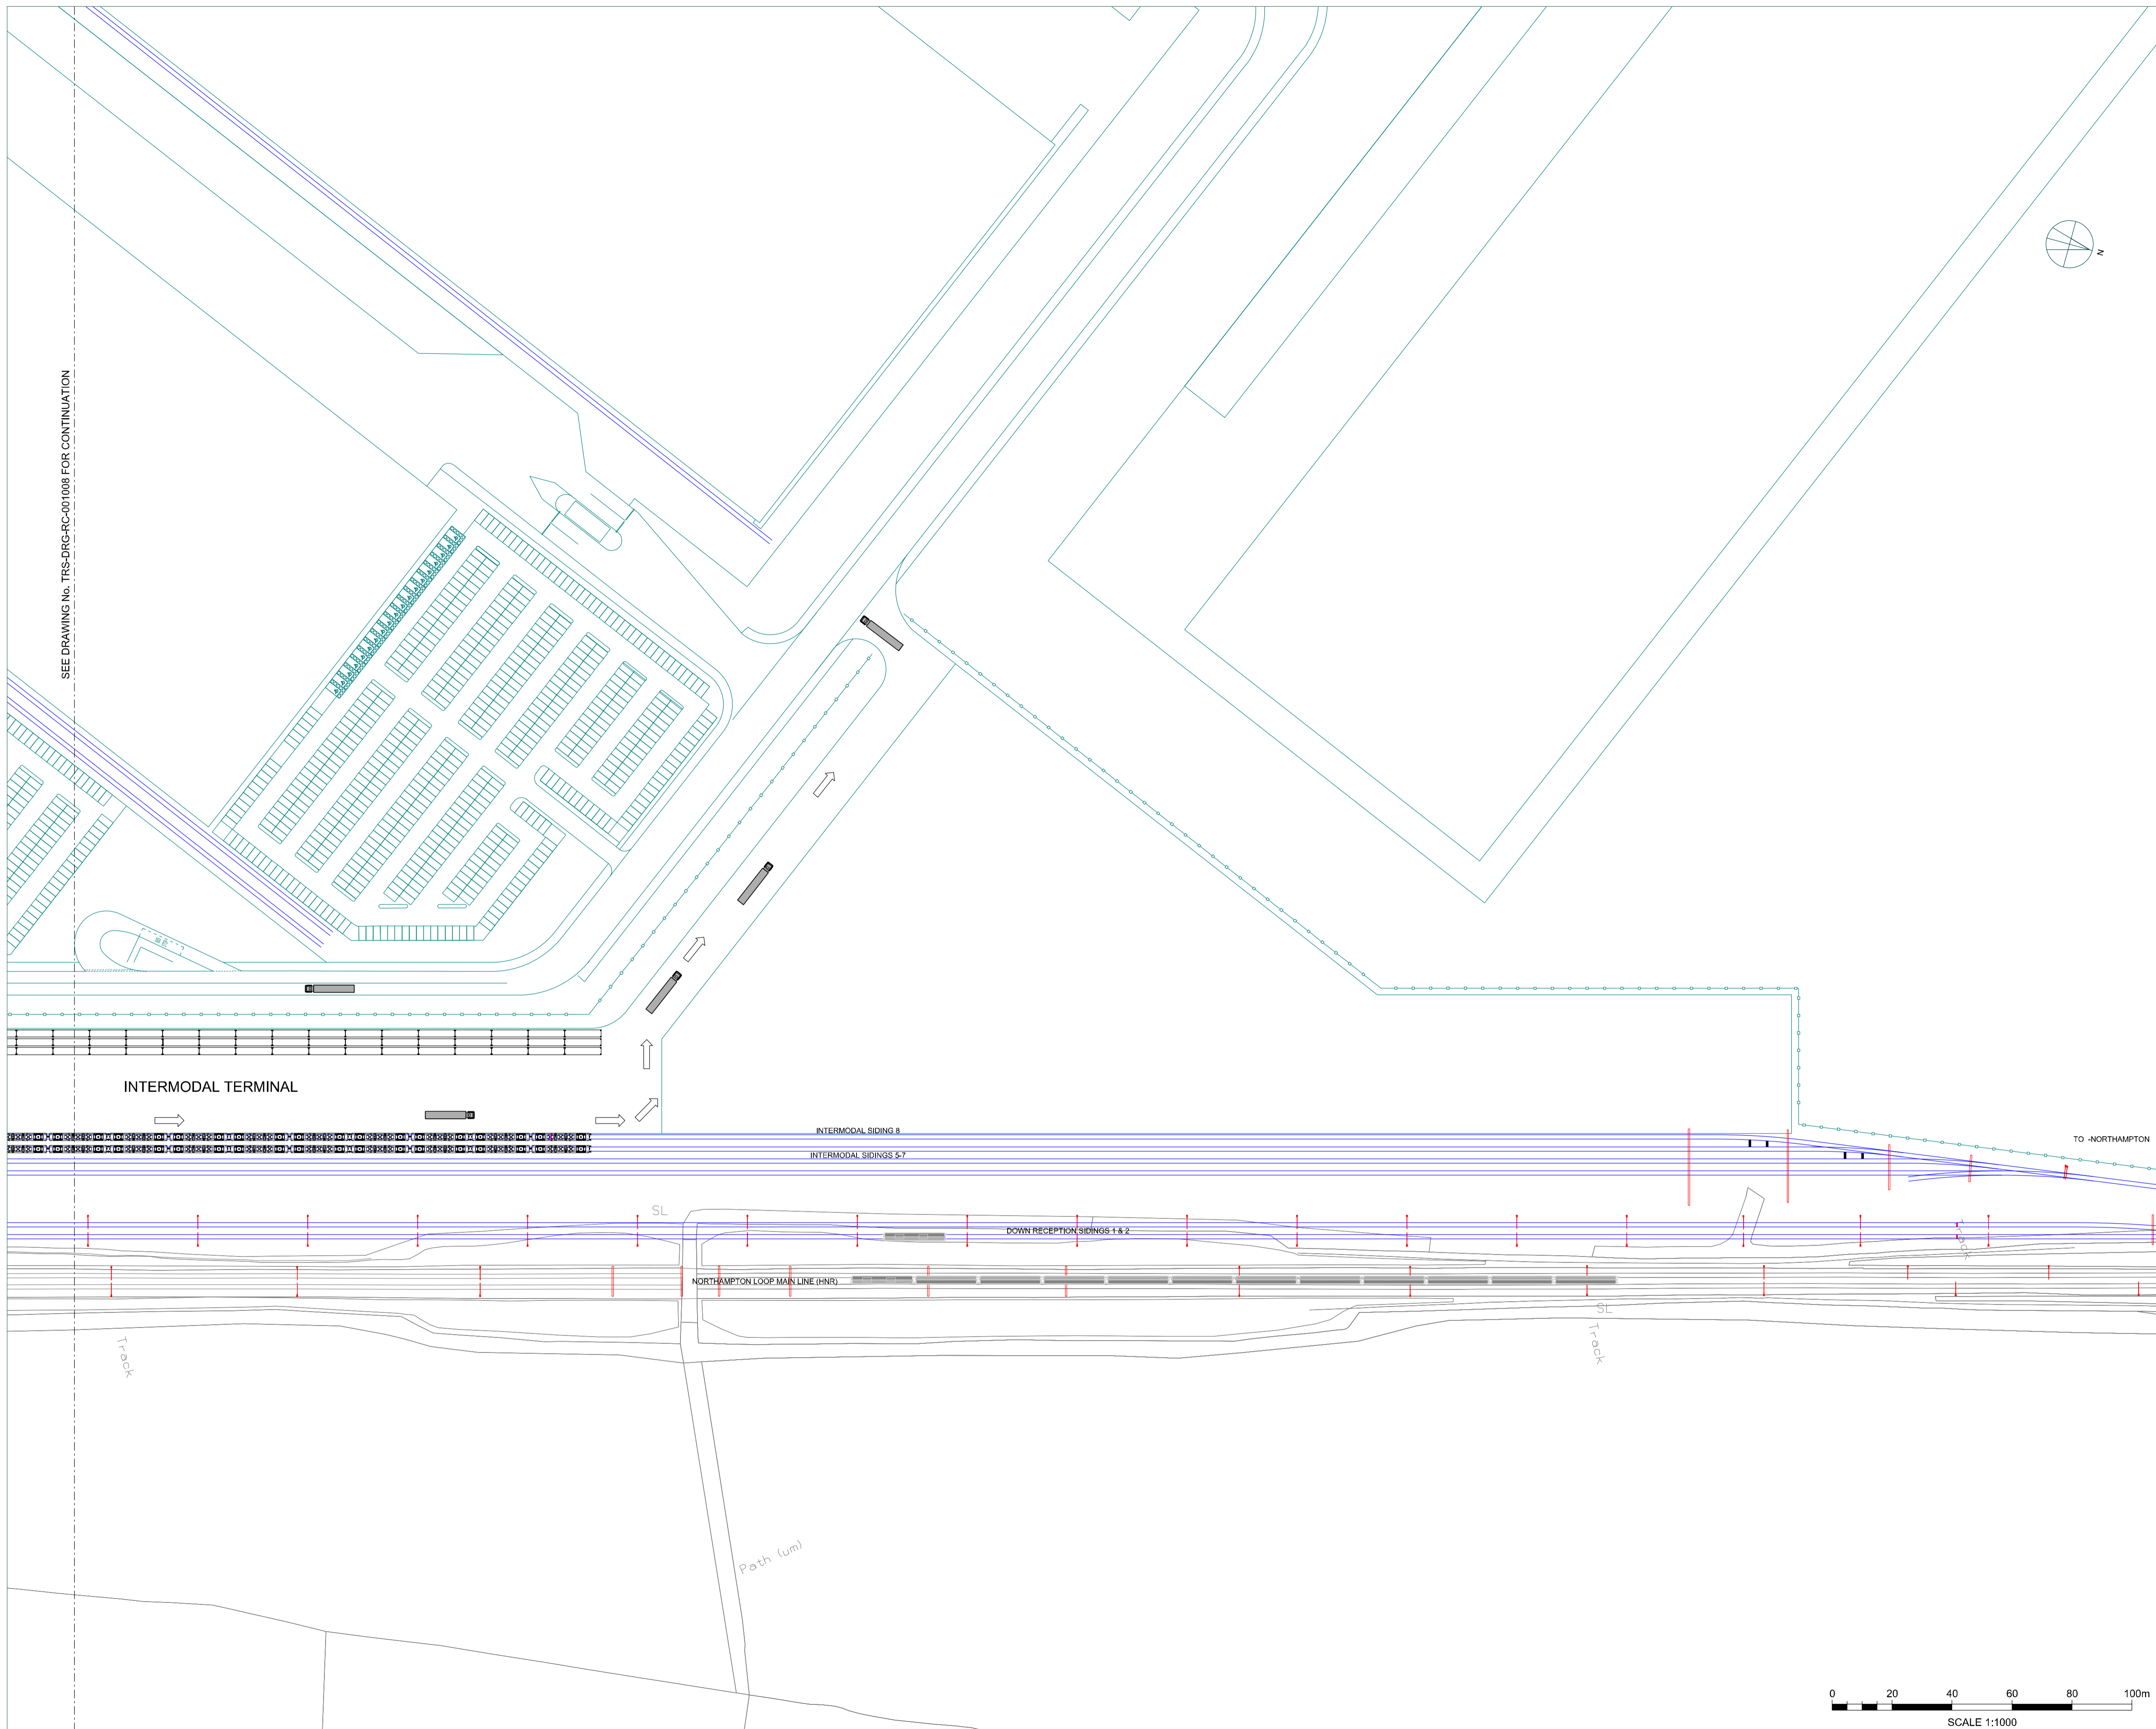 N
SEE DRAWING No. TRS-DRG-RC-001008 FOR CONTINUATION
INTERMODAL TERMINAL
INTERMODAL SIDING 8
TO -NORTHAMPTON
INTERMODAL SIDINGS 5-7
SL
DOWN RECEPTION SIDINGS 1 & 2
Track
NORTHAMPTON LOOP MAIN LINE (HNR)
SL
Track
Track
Path (um)
0 20 40 60 80 100m
SCALE 1:1000